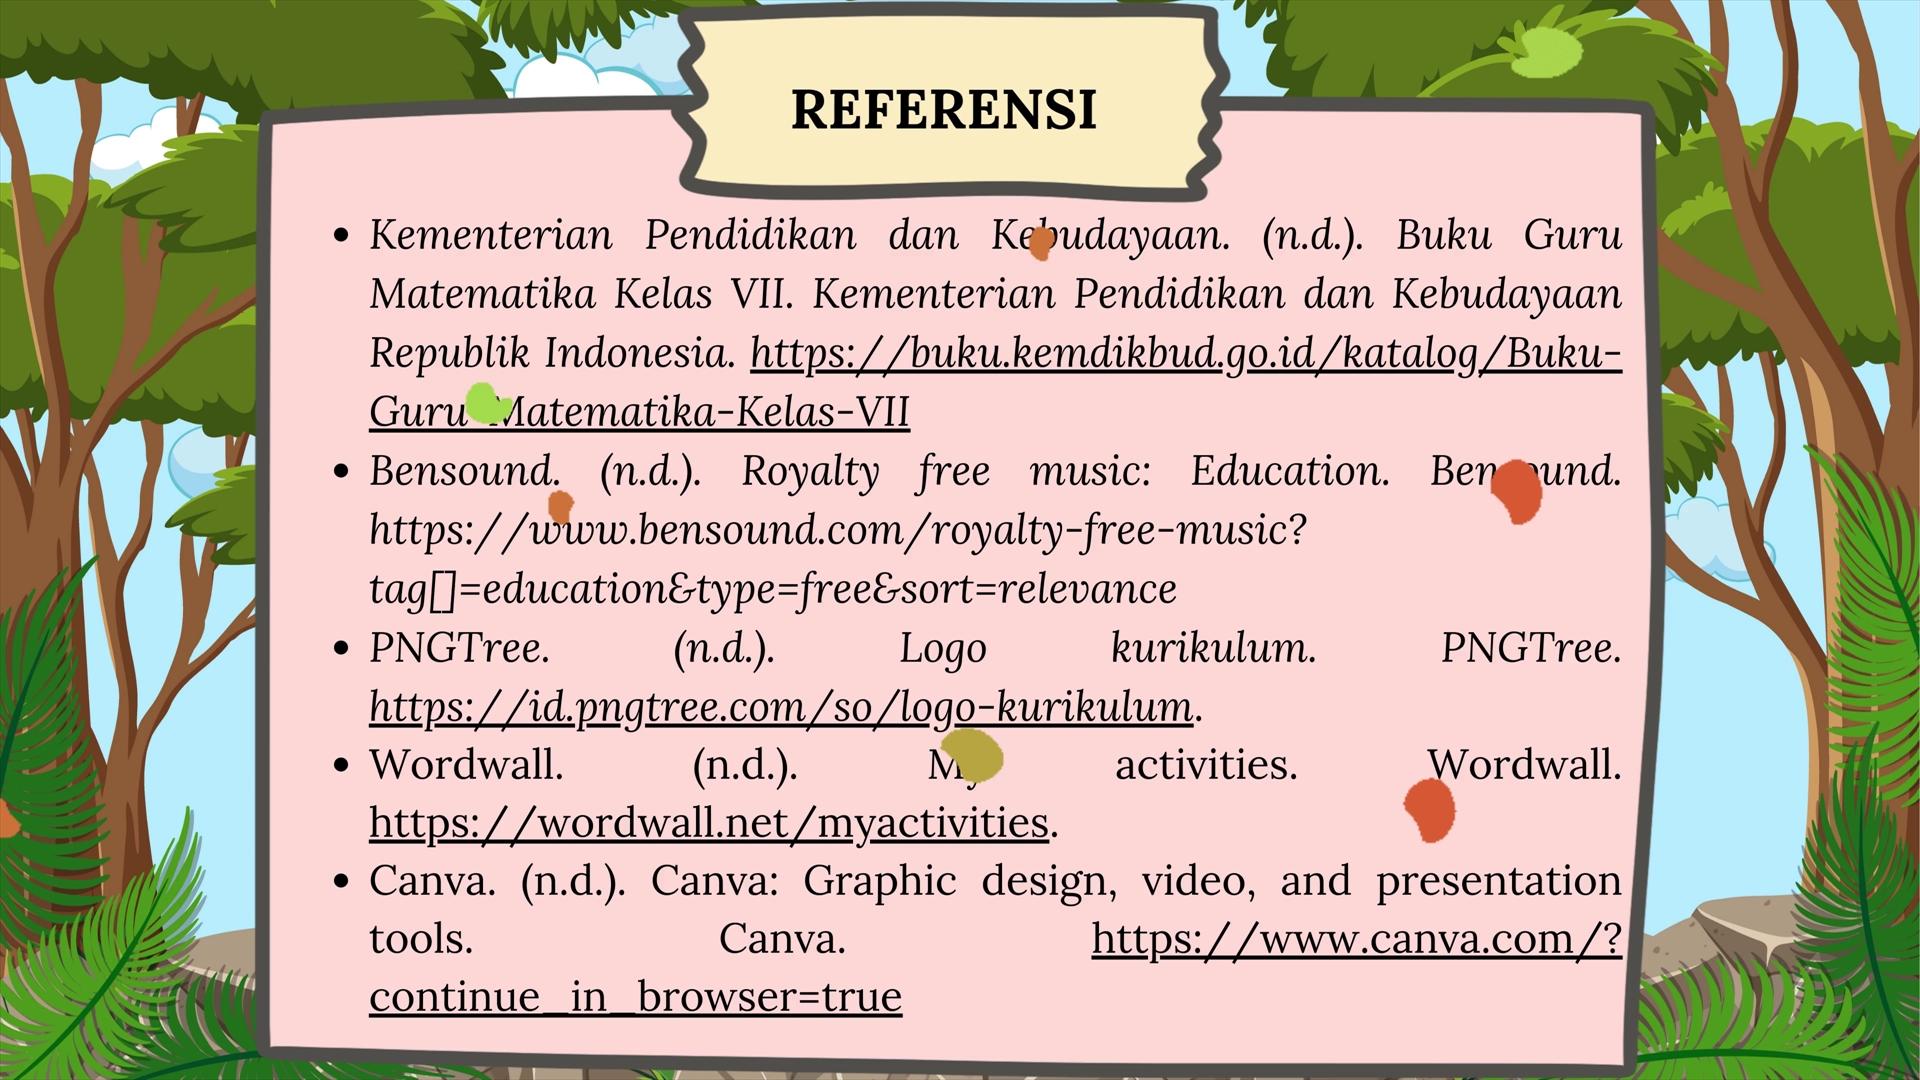 REFERENSI
• Kementerian Pendidikan dan Kebudayaan. (n.d.). Buku Guru
Matematika Kelas VII. Kementerian Pendidikan dan Kebudayaan
Republik Indonesia. https://buku.kemdikbud.go.id/katalog/Buku-
Guru-Matematika-Kelas-VII
• Bensound. (n.d.). Royalty free music: Education. Bensound.
https://www.bensound.com/royalty-free-music?
tag[]=education&type=free&sort=relevance
• PNGTree. (n.d.). Logo kurikulum. PNGTree.
https://id.pngtree.com/so/logo-kurikulum.
• Wordwall. (n.d.). My activities. Wordwall.
https://wordwall.net/myactivities.
• Canva. (n.d.). Canva: Graphic design, video, and presentation
tools. Canva. https://www.canva.com/?
continue_in_browser=true